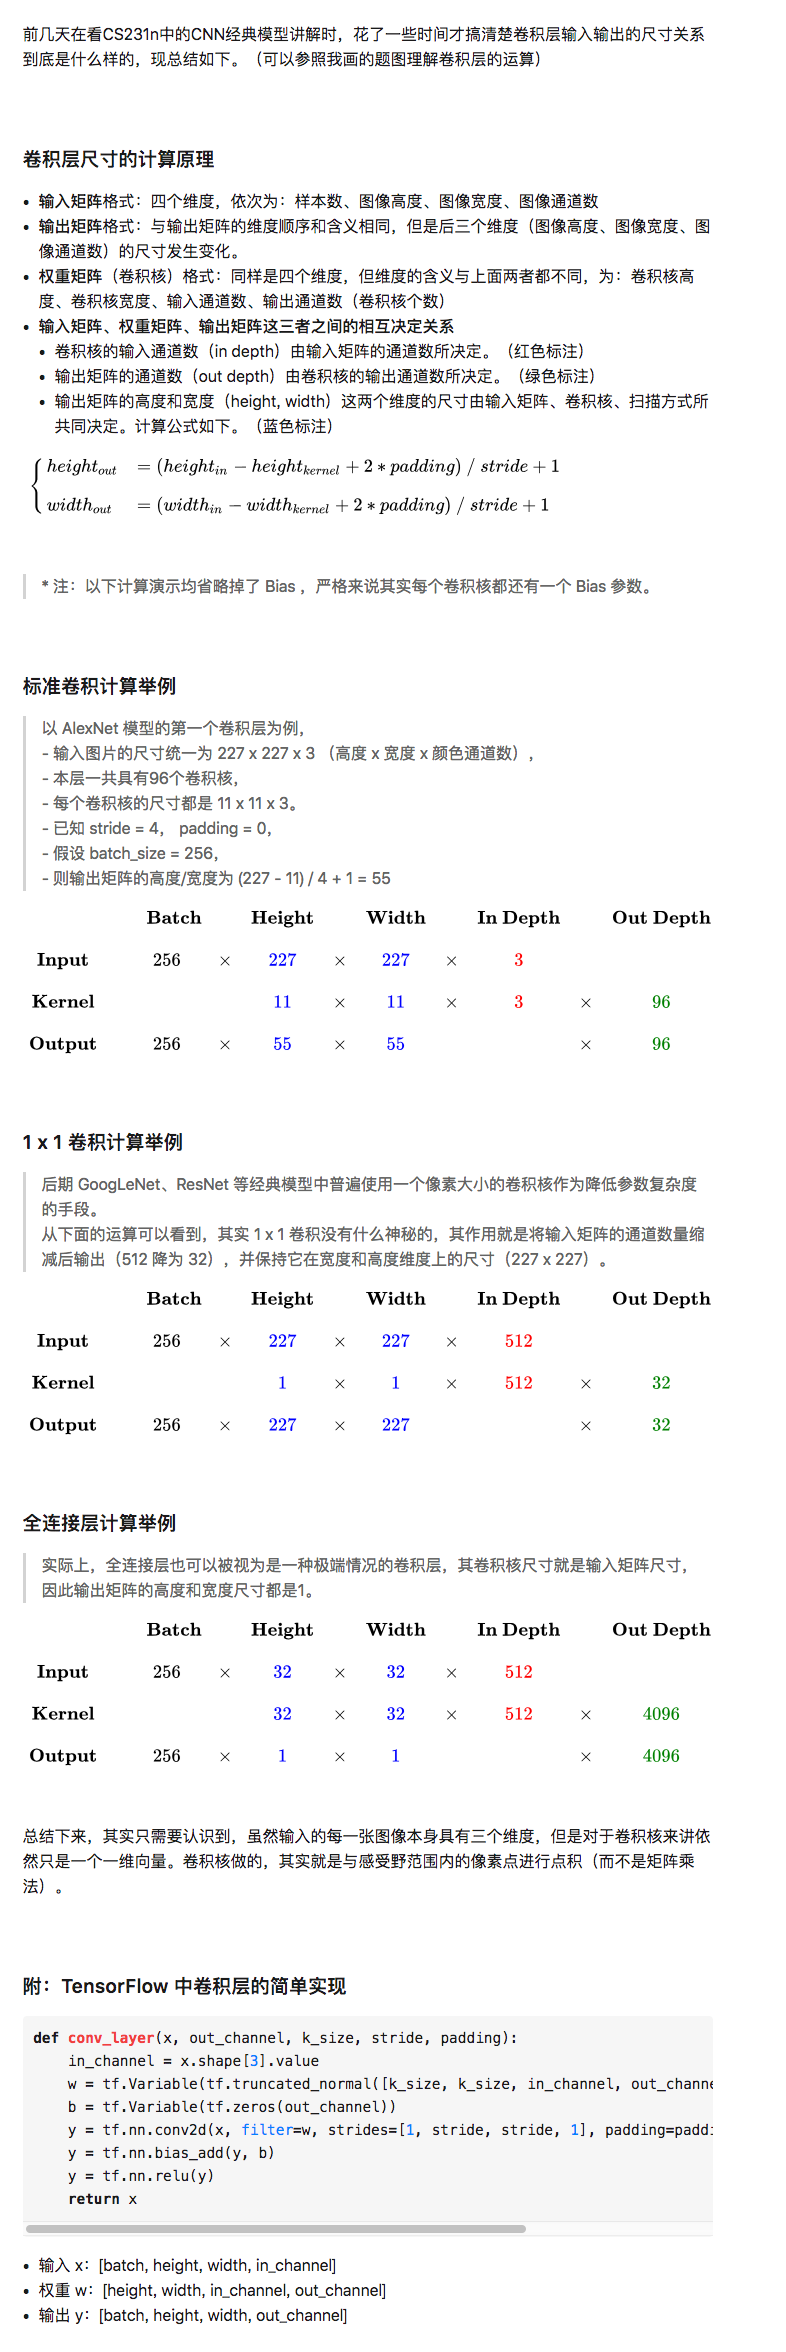 前几天在看CS231n中的CNN经典模型讲解时，花了一些时间才搞清楚卷积层输入输出的尺寸关系
到底是什么样的，现总结如下。（可以参照我画的题图理解卷积层的运算）
卷积层尺寸的计算原理
• 输入矩阵格式：四个维度，依次为：样本数、图像高度、图像宽度、图像通道数
• 输出矩阵格式：与输出矩阵的维度顺序和含义相同，但是后三个维度（图像高度、图像宽度、图
像通道数）的尺寸发生变化。
• 权重矩阵（卷积核）格式：同样是四个维度，但维度的含义与上面两者都不同，为：卷积核高
度、卷积核宽度、输入通道数、输出通道数（卷积核个数）
• 输入矩阵、权重矩阵、输出矩阵这三者之间的相互决定关系
• 卷积核的输入通道数（in depth）由输入矩阵的通道数所决定。（红色标注）
• 输出矩阵的通道数（out depth）由卷积核的输出通道数所决定。（绿色标注）
• 输出矩阵的高度和宽度（height, width）这两个维度的尺寸由输入矩阵、卷积核、扫描方式所
共同决定。计算公式如下。（蓝色标注）
height_out = (height_in − height_kernel + 2 ∗ padding) / stride + 1
width_out = (width_in − width_kernel + 2 ∗ padding) / stride + 1
* 注：以下计算演示均省略掉了 Bias ，严格来说其实每个卷积核都还有一个 Bias 参数。
标准卷积计算举例
以 AlexNet 模型的第一个卷积层为例，
- 输入图片的尺寸统一为 227 x 227 x 3 （高度 x 宽度 x 颜色通道数），
- 本层一共具有96个卷积核，
- 每个卷积核的尺寸都是 11 x 11 x 3。
- 已知 stride = 4， padding = 0，
- 假设 batch_size = 256，
- 则输出矩阵的高度/宽度为 (227 - 11) / 4 + 1 = 55
Batch Height Width In Depth Out Depth
Input 256 × 227 × 227 × 3
Kernel 11 × 11 × 3 × 96
Output 256 × 55 × 55 × 96
1 x 1 卷积计算举例
后期 GoogLeNet、ResNet 等经典模型中普遍使用一个像素大小的卷积核作为降低参数复杂度
的手段。
从下面的运算可以看到，其实 1 x 1 卷积没有什么神秘的，其作用就是将输入矩阵的通道数量缩
减后输出（512 降为 32），并保持它在宽度和高度维度上的尺寸（227 x 227）。
Batch Height Width In Depth Out Depth
Input 256 × 227 × 227 × 512
Kernel 1 × 1 × 512 × 32
Output 256 × 227 × 227 × 32
全连接层计算举例
实际上，全连接层也可以被视为是一种极端情况的卷积层，其卷积核尺寸就是输入矩阵尺寸，
因此输出矩阵的高度和宽度尺寸都是1。
Batch Height Width In Depth Out Depth
Input 256 × 32 × 32 × 512
Kernel 32 × 32 × 512 × 4096
Output 256 × 1 × 1 × 4096
总结下来，其实只需要认识到，虽然输入的每一张图像本身具有三个维度，但是对于卷积核来讲依
然只是一个一维向量。卷积核做的，其实就是与感受野范围内的像素点进行点积（而不是矩阵乘
法）。
附：TensorFlow 中卷积层的简单实现
def conv_layer(x, out_channel, k_size, stride, padding):
    in_channel = x.shape[3].value
    w = tf.Variable(tf.truncated_normal([k_size, k_size, in_channel, out_channe
    b = tf.Variable(tf.zeros(out_channel))
    y = tf.nn.conv2d(x, filter=w, strides=[1, stride, stride, 1], padding=paddi
    y = tf.nn.bias_add(y, b)
    y = tf.nn.relu(y)
    return x
• 输入 x：[batch, height, width, in_channel]
• 权重 w：[height, width, in_channel, out_channel]
• 输出 y：[batch, height, width, out_channel]